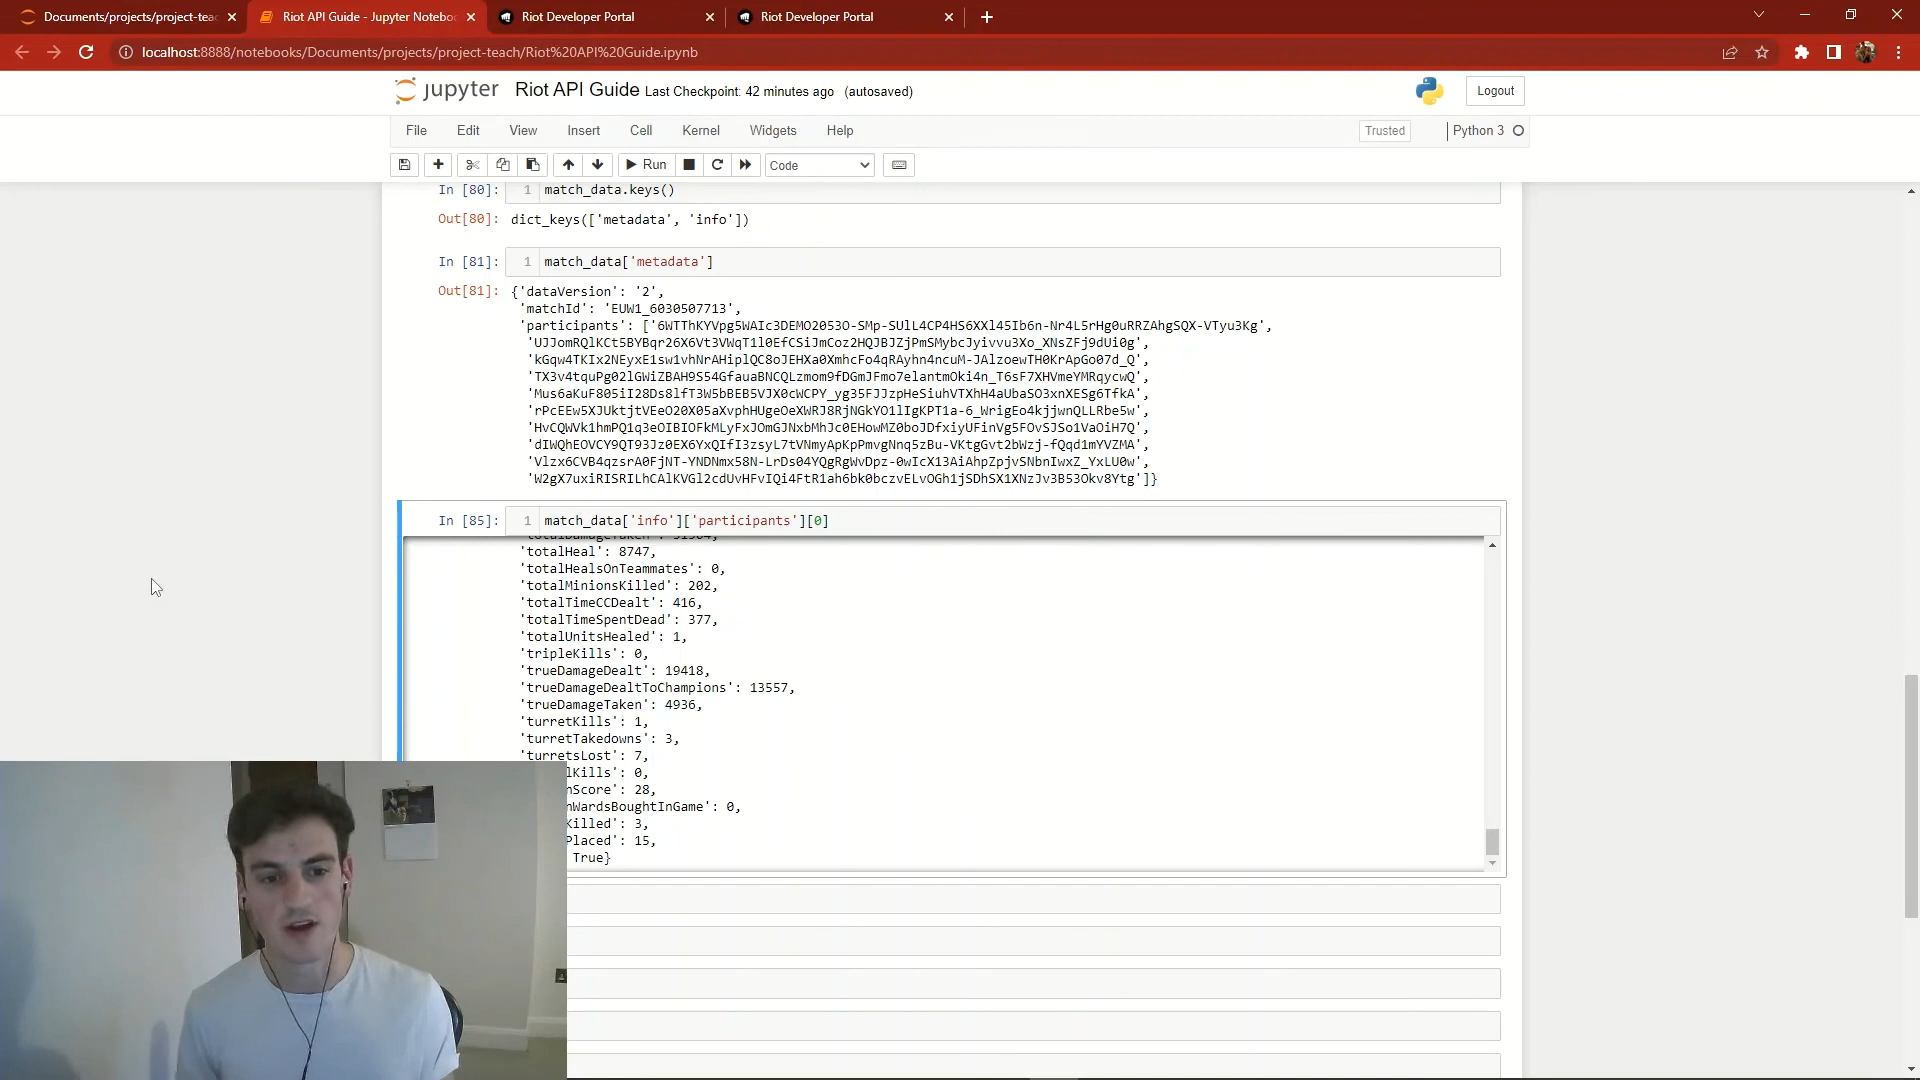 Documents/projects/project-tea
Riot API Guide - Jupyter Notebo
Riot Developer Portal
Riot Developer Portal
localhost:8888/notebooks/Documents/projects/project-teach/Riot%20API%20Guide.ipynb
jupyter Riot API Guide Last Checkpoint: 42 minutes ago (autosaved)
Logout
File Edit View Insert Cell Kernel Widgets Help
Trusted
Python 3
Run
Code
In [80]: 1 match_data.keys()
Out[80]: dict_keys(['metadata', 'info'])
In [81]: 1 match_data['metadata']
Out[81]: {'dataVersion': '2',
'matchId': 'EUW1_6030507713',
'participants': ['6WTThKYVpg5WAIc3DEMO2053O-SMp-SUlL4CP4HS6XXl45Ib6n-Nr4L5rHg0uRRZAhgSQX-VTyu3Kg',
'UJJomRQlKCt5BYBqr26X6Vt3VWqT1l0EfCSiJmCoz2HQJBJZjPmSMybcJyivvu3Xo_XNsZFj9dUi0g',
'kGqw4TKIx2NEyxE1sw1vhNrAHiplQC8oJEHXa0XmhcFo4qRAyhn4ncuM-JAlzoewTH0KrApGo07d_Q',
'TX3v4tquPg02lGWiZBAH9S54GfauaBNCQLzmom9fDGmJFmo7elantmOki4n_T6sF7XHVmeYMRqycwQ',
'Mus6aKuF805iI28Ds8lfT3W5bBEB5VJX0cWCPY_yg35FJJzpHeSiuhVTXhH4aUbaSO3xnXESg6TfkA',
'rPcEEw5XJUktjtVEeO20X05aXvphHUgeOeXWRJ8RjNGkYO1lIgKPT1a-6_WrigEo4kjjwnQLLRbe5w',
'HvCQWVk1hmPQ1q3eOIBIOFkMLyFxJOmGJNxbMhJc0EHowMZ0boJDfxiyUFinVg5FOvSJSo1VaOiH7Q',
'dIWQhEOVCY9QT93Jz0EX6YxQIfI3zsyL7tVNmyApKpPmvgNnq5zBu-VKtgGvt2bWzj-fQqd1mYVZMA',
'Vlzx6CVB4qzsrA0FjNT-YNDNmx58N-LrDs04YQgRgWvDpz-0wIcX13AiAhpZpjvSNbnIwxZ_YxLU0w',
'W2gX7uxiRISRILhCAlKVGl2cdUvHFvIQi4FtR1ah6bk0bczvELvOGh1jSDhSX1XNzJv3B53Okv8Ytg']}
In [85]: 1 match_data['info']['participants'][0]
'totalHeal': 8747,
'totalHealsOnTeammates': 0,
'totalMinionsKilled': 202,
'totalTimeCCDealt': 416,
'totalTimeSpentDead': 377,
'totalUnitsHealed': 1,
'tripleKills': 0,
'trueDamageDealt': 19418,
'trueDamageDealtToChampions': 13557,
'trueDamageTaken': 4936,
'turretKills': 1,
'turretTakedowns': 3,
'turretsLost': 7,
lKills': 0,
nScore': 28,
nWardsBoughtInGame': 0,
Killed': 3,
Placed': 15,
True}